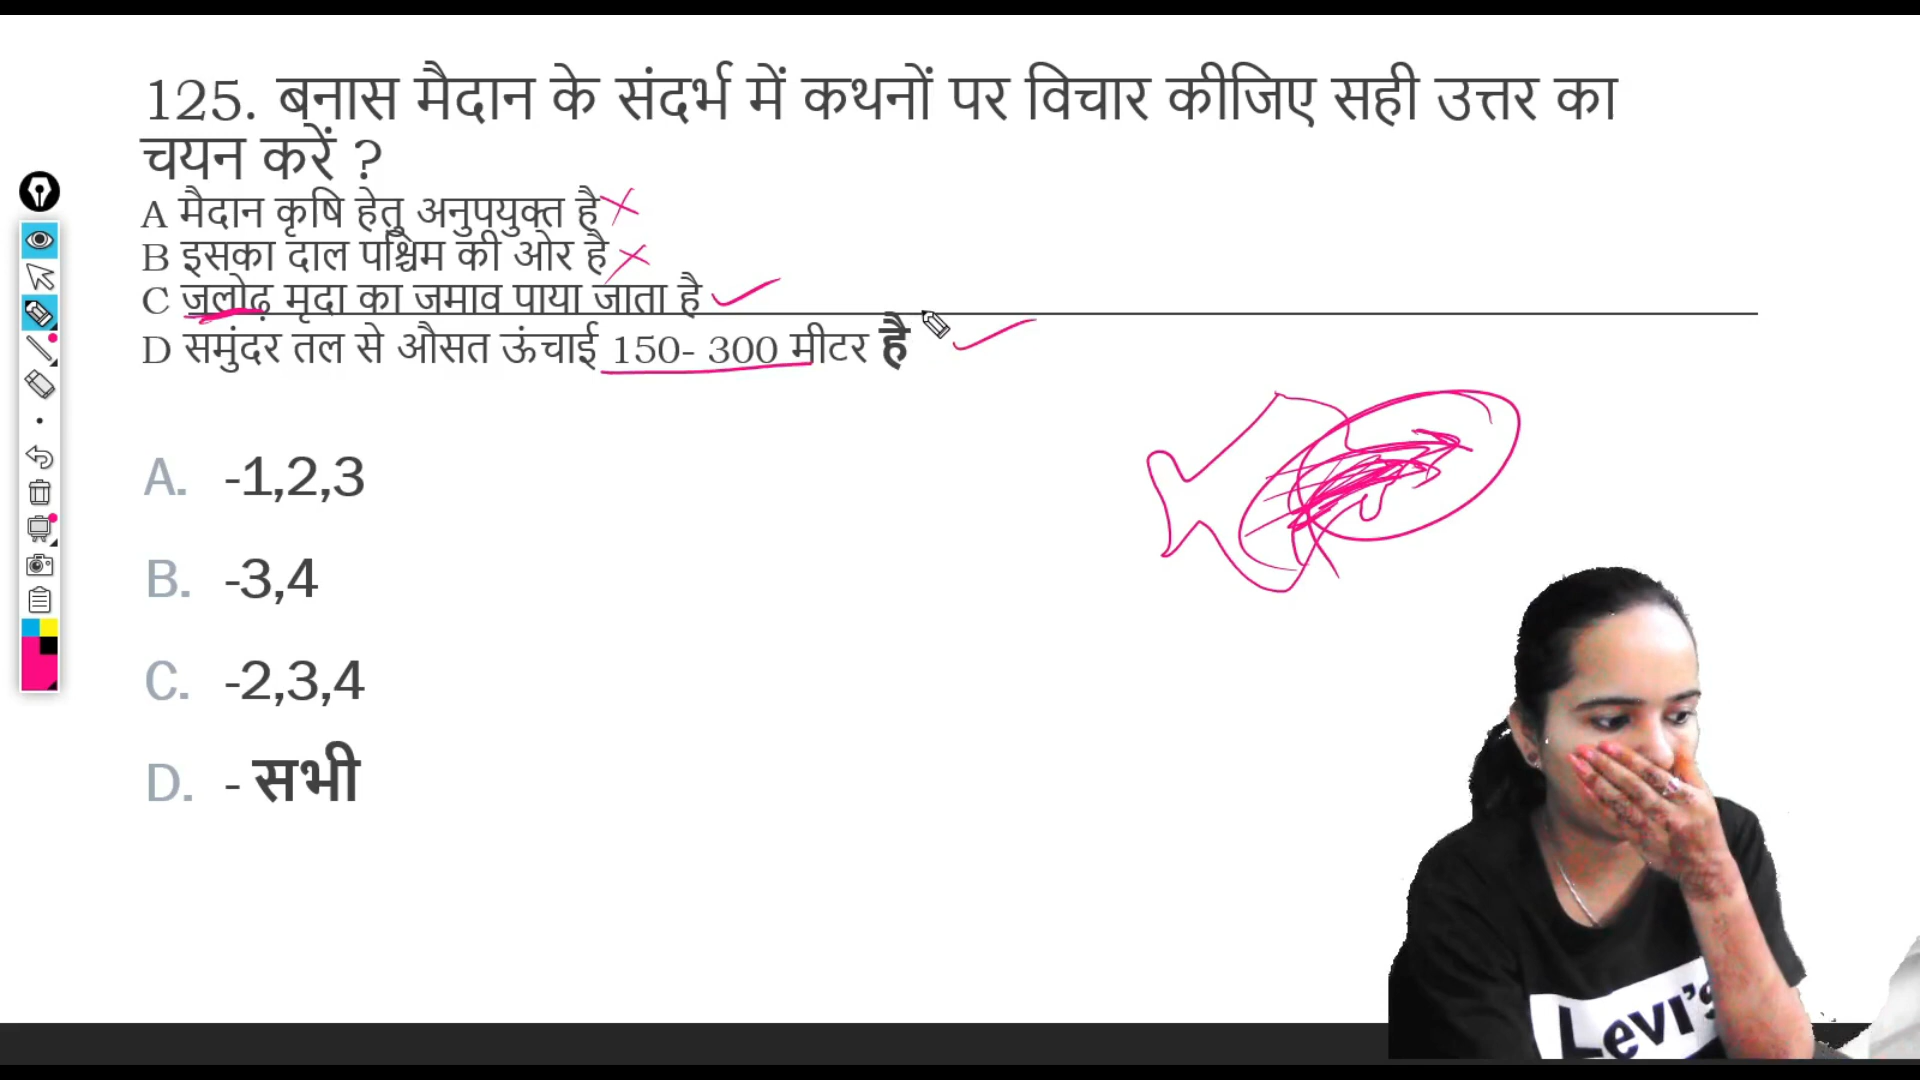 125. बनास मैदान के संदर्भ में कथनों पर विचार कीजिए सही उत्तर का
चयन करें ?
A मैदान कृषि हेतु अनुपयुक्त है
B इसका दाल पश्चिम की ओर है
C जलोढ़ मृदा का जमाव पाया जाता है
D समुंदर तल से औसत ऊंचाई 150- 300 मीटर है
A. -1,2,3
B. -3,4
C. -2,3,4
D. - सभी
Levi's